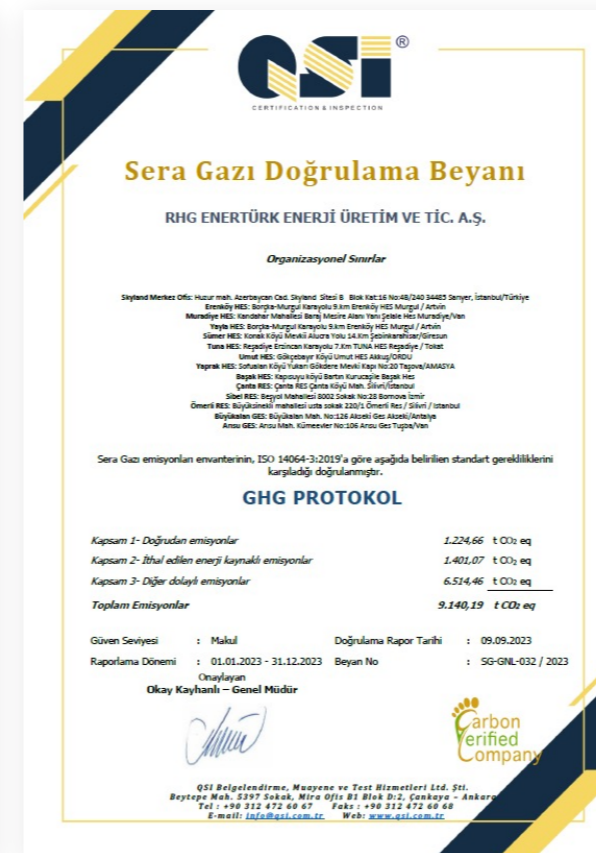 QSI ®
CERTIFICATION & INSPECTION
Sera Gazı Doğrulama Beyanı
RHG ENERTÜRK ENERJİ ÜRETİM VE TİC. A.Ş.
Organizasyonel Sınırlar
Skyland Merkez Ofis: Huzur mah. Azerbaycan Cad. Skyland Sitesi B Blok Kat:16 No:4B/240 34485 Sarıyer, İstanbul/Türkiye
Erenköy HES: Borçka-Murgul Karayolu 9.km Erenköy HES Murgul / Artvin
Muradiye HES: Kandahar Mahallesi Baraj Mesire Alanı Yanı Şelale Hes Muradiye/Van
Yayla HES: Borçka-Murgul Karayolu 9.km Erenköy HES Murgul / Artvin
Sümer HES: Konak Köyü Mevkii Alucra Yolu 14.Km Şebinkarahisar/Giresun
Tuna HES: Reşadiye Erzincan Karayolu 7.Km TUNA HES Reşadiye / Tokat
Umut HES: Gökçebayır Köyü Umut HES Akkuş/ORDU
Yaprak HES: Sofualan Köyü Yukarı Gökdere Mevki Kapı No:20 Taşova/AMASYA
Başak HES: Kapısuyu köyü Bartın Kurucaşile Başak Hes
Çanta RES: Çanta RES Çanta Köyü Mah. Silivri/İstanbul
Sibel RES: Beşyol Mahallesi 8002 Sokak No:28 Bornova İzmir
Ömerli RES: Büyüksinekli mahallesi usta sokak 220/1 Ömerli Res / Silivri / İstanbul
Büyükalan GES: Büyükalan Mah. No:126 Akseki Ges Akseki/Antalya
Arısu GES: Arısu Mah. Kümeevler No:106 Arısu Ges Tuşba/Van
Sera Gazı emisyonları envanterinin, ISO 14064-3:2019'a göre aşağıda belirlilen standart gerekliliklerini
karşıladığı doğrulanmıştır.
GHG PROTOKOL
Kapsam 1- Doğrudan emisyonlar 1.224,66 t CO₂ eq
Kapsam 2- İthal edilen enerji kaynaklı emisyonlar 1.401,07 t CO₂ eq
Kapsam 3- Diğer dolaylı emisyonlar 6.514,46 t CO₂ eq
Toplam Emisyonlar 9.140,19 t CO₂ eq
Güven Seviyesi : Makul Doğrulama Rapor Tarihi : 09.09.2023
Raporlama Dönemi : 01.01.2023 - 31.12.2023 Beyan No : SG-GNL-032 / 2023
Onaylayan
Okay Kayhanlı – Genel Müdür
Carbon
Verified
Company
QSI Belgelendirme, Muayene ve Test Hizmetleri Ltd. Şti.
Beytepe Mah. 5397 Sokak, Mira Ofis B1 Blok D:2, Çankaya – Ankara
Tel : +90 312 472 60 67 Faks : +90 312 472 60 68
E-mail: info@qsi.com.tr Web: www.qsi.com.tr